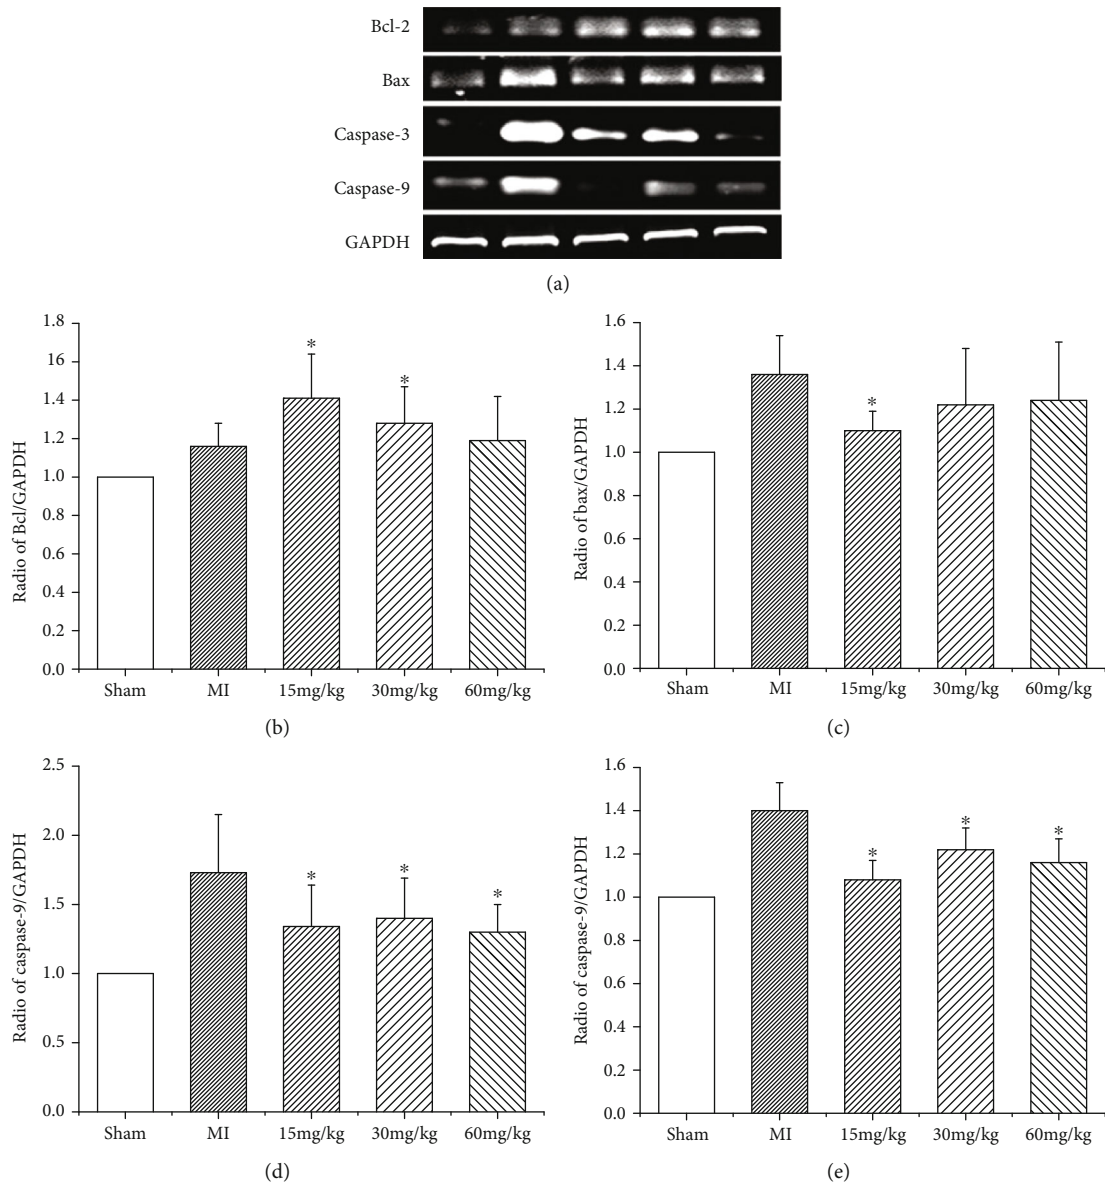 Bcl-2
Bax
Caspase-3
Caspase-9
GAPDH
(a)
Radio of Bcl/GAPDH
1.8
16
1.4
1.2
1.0
0.8
0.6
0.4
0.2
0.0
*
*
Sham MI 15mg/kg 30mg/kg 60mg/kg
(b)
Radio of bax/GAPDH
1.6
1.4
1.2
1.0
0.8
0.6
0.4
0.2
0.0
*
Sham MI 15mg/kg 30mg/kg 60mg/kg
(c)
Radio of caspase-9/GAPDH
2.5
2.0
1.5
1.0
0.5
0.0
*
*
*
Sham MI 15mg/kg 30mg/kg 60mg/kg
(d)
Radio of caspase-9/GAPDH
1.6
1.4
1.2
1.0
0.8
0.6
0.4
0.2
0.0
*
*
*
Sham MI 15mg/kg 30mg/kg 60mg/kg
(e)